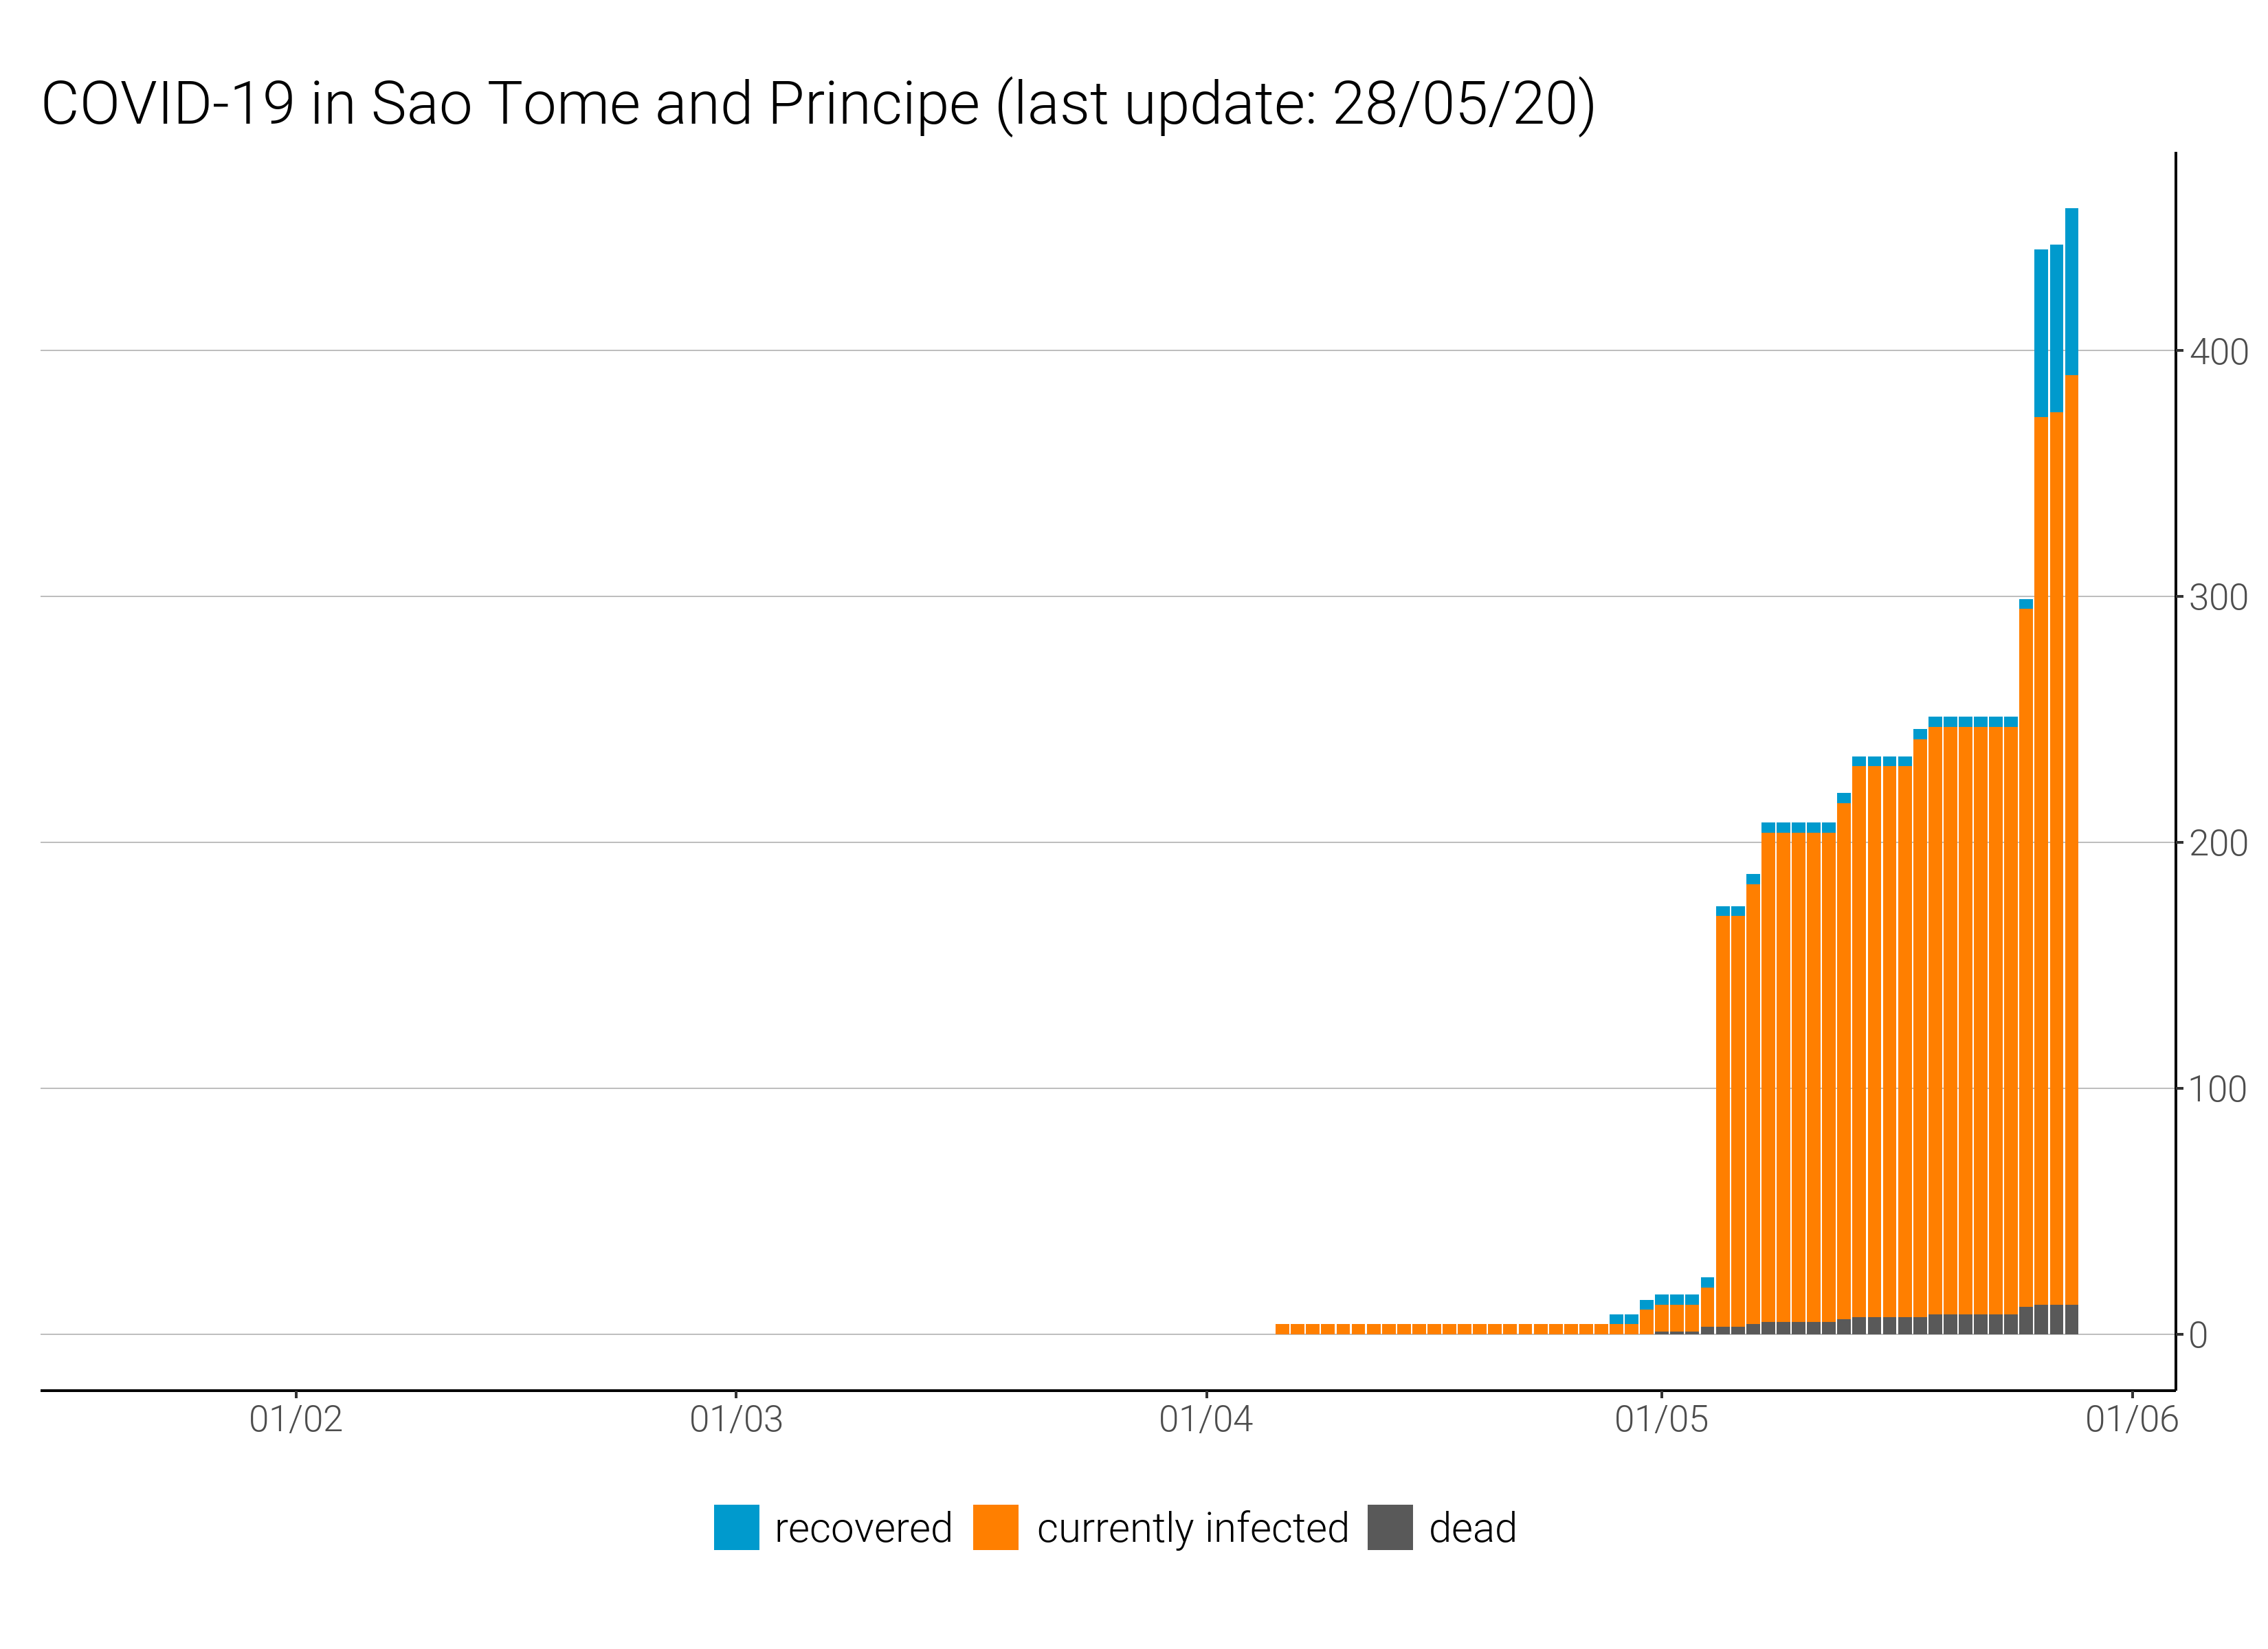 COVID-19 in Sao Tome and Principe (last update: 28/05/20)
400
300
200
100
0
01/02 01/03 01/04 01/05 01/06
recovered currently infected dead